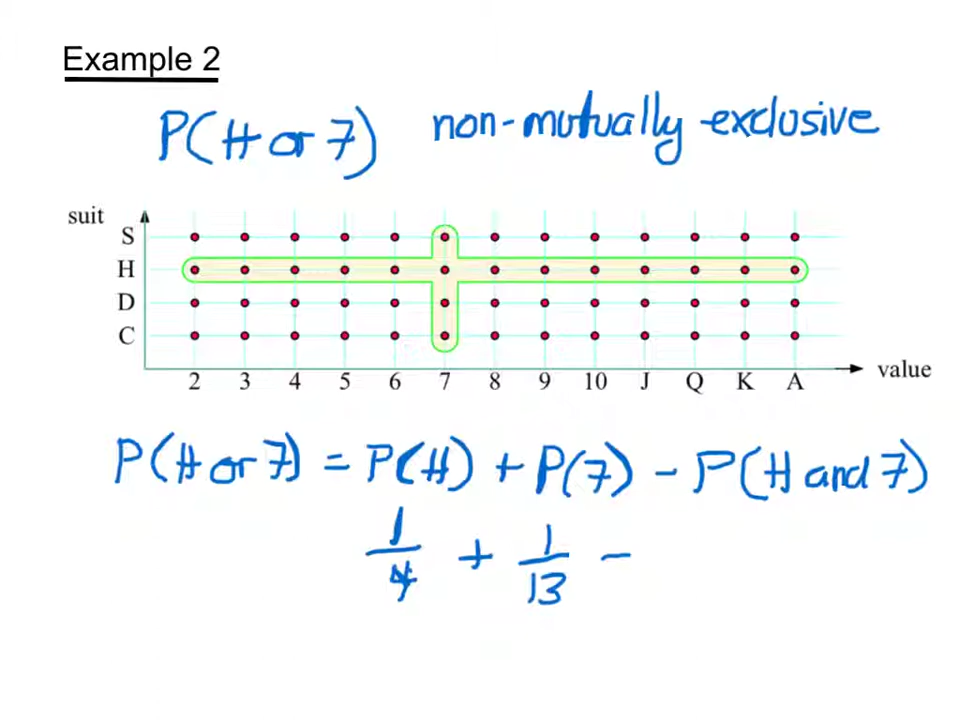 Example 2
P(H or 7) non-mutually exclusive
suit
S
H
D
C
2 3 4 5 6 7 8 9 10 J Q K A value
P(H or 7) = P(H) + P(7) - P(H and 7)
1/4 + 1/13 -